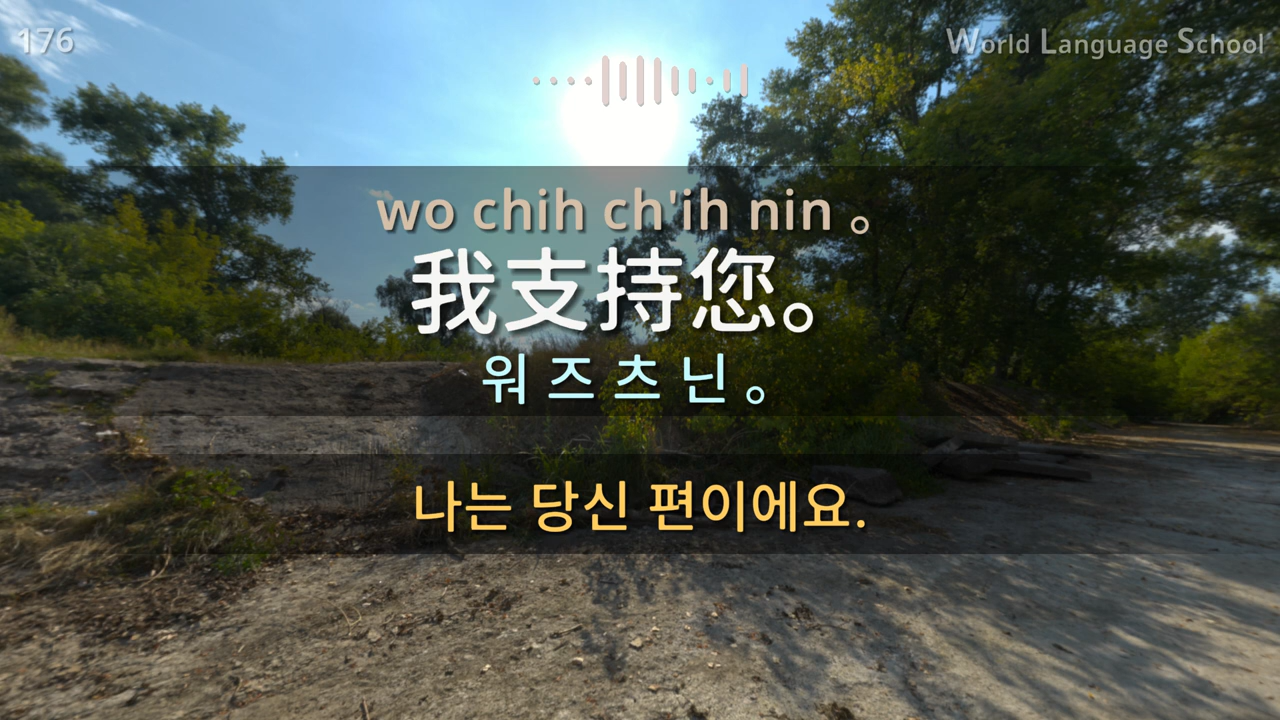 176
World Language School
wo chih ch'ih nin 。
我支持您。
워 즈 츠 닌 。
나는 당신 편이에요.